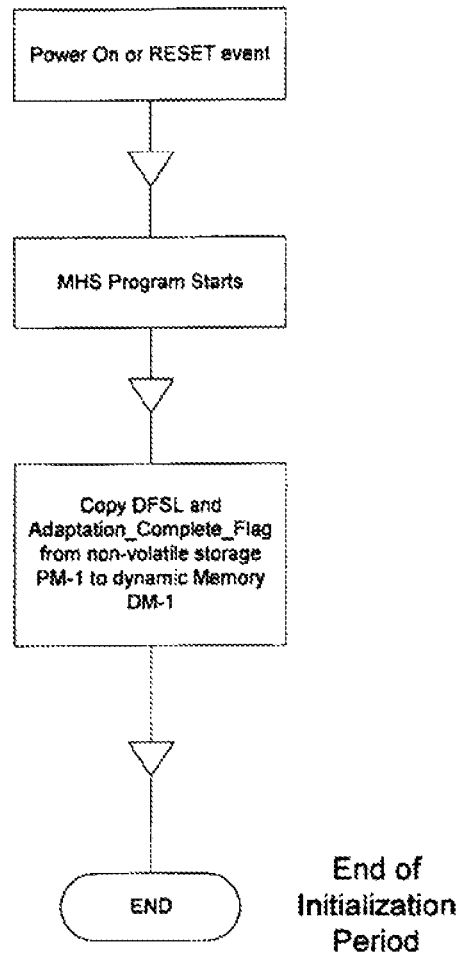 Power On or RESET event
MHS Program Starts
Copy DFSL and
Adaptation_Complete_Flag
from non-volatile storage
PM-1 to dynamic Memory
DM-1
END
End of
Initialization
Period